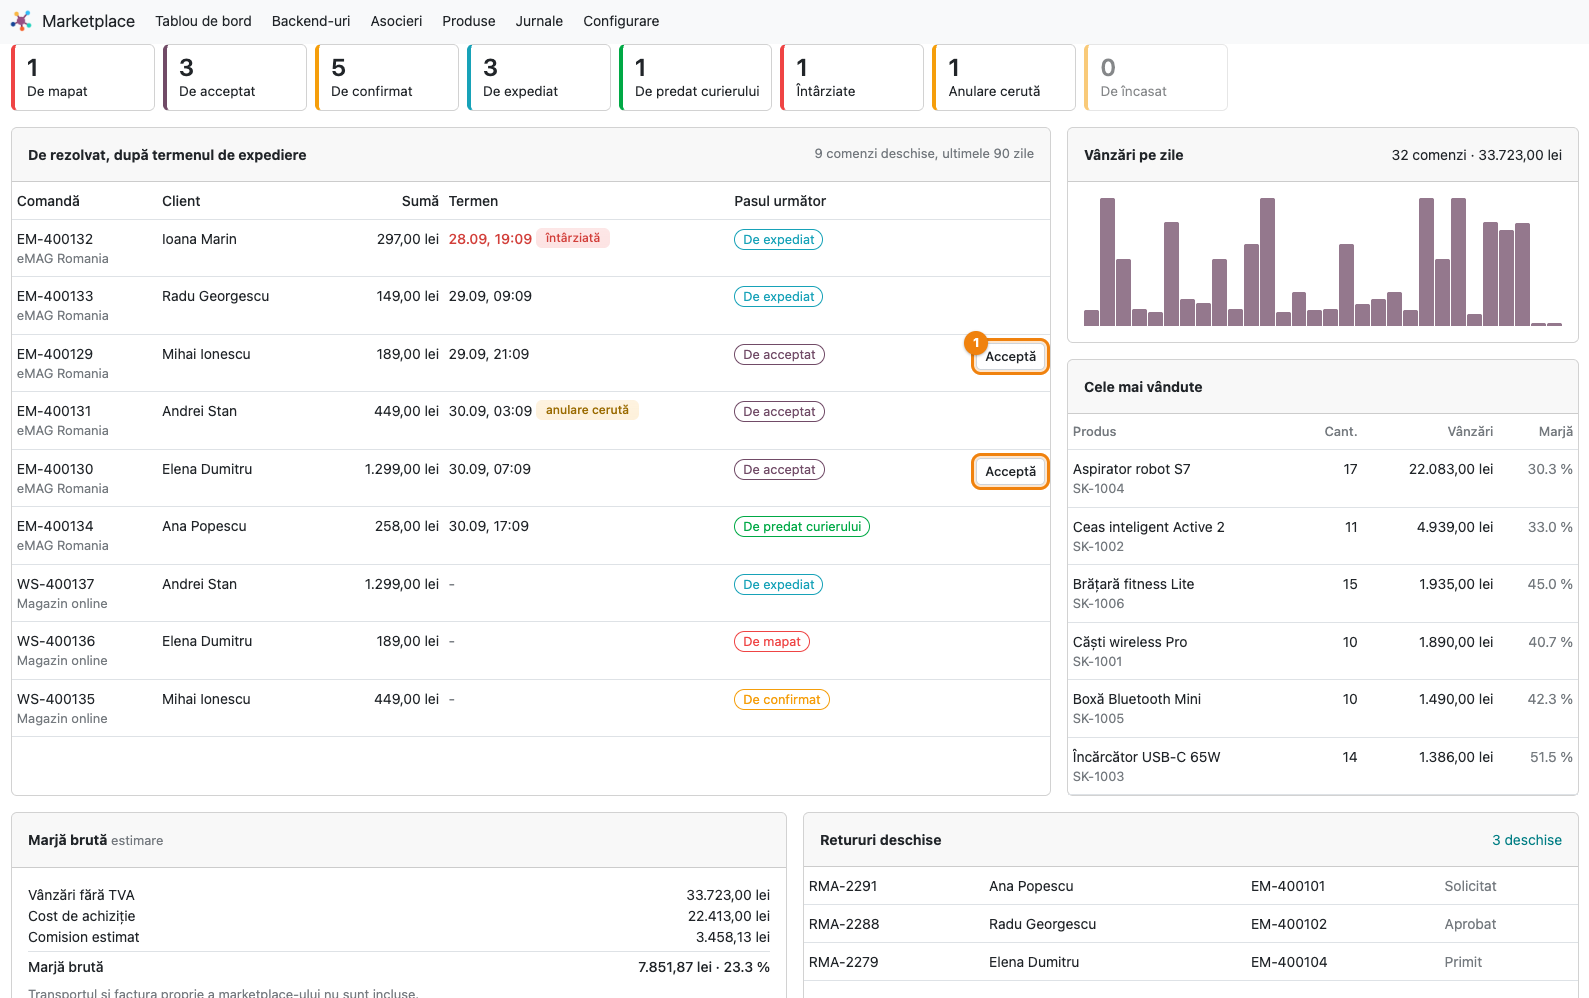 Marketplace Tablou de bord Backend-uri Asocieri Produse Jurnale Configurare
1
De mapat
3
De acceptat
5
De confirmat
3
De expediat
1
De predat curierului
1
Întârziate
1
Anulare cerută
0
De încasat
De rezolvat, după termenul de expediere 9 comenzi deschise, ultimele 90 zile
Comandă Client Sumă Termen Pasul următor
EM-400132 Ioana Marin 297,00 lei 28.09, 19:09 întârziată De expediat
eMAG Romania
EM-400133 Radu Georgescu 149,00 lei 29.09, 09:09 De expediat
eMAG Romania
1
EM-400129 Mihai Ionescu 189,00 lei 29.09, 21:09 De acceptat Acceptă
eMAG Romania
EM-400131 Andrei Stan 449,00 lei 30.09, 03:09 anulare cerută De acceptat
eMAG Romania
EM-400130 Elena Dumitru 1.299,00 lei 30.09, 07:09 De acceptat Acceptă
eMAG Romania
EM-400134 Ana Popescu 258,00 lei 30.09, 17:09 De predat curierului
eMAG Romania
WS-400137 Andrei Stan 1.299,00 lei - De expediat
Magazin online
WS-400136 Elena Dumitru 189,00 lei - De mapat
Magazin online
WS-400135 Mihai Ionescu 449,00 lei - De confirmat
Magazin online
Vânzări pe zile 32 comenzi · 33.723,00 lei
Cele mai vândute
Produs Cant. Vânzări Marjă
Aspirator robot S7 17 22.083,00 lei 30.3 %
SK-1004
Ceas inteligent Active 2 11 4.939,00 lei 33.0 %
SK-1002
Brățară fitness Lite 15 1.935,00 lei 45.0 %
SK-1006
Căști wireless Pro 10 1.890,00 lei 40.7 %
SK-1001
Boxă Bluetooth Mini 10 1.490,00 lei 42.3 %
SK-1005
Încărcător USB-C 65W 14 1.386,00 lei 51.5 %
SK-1003
Marjă brută estimare
Vânzări fără TVA 33.723,00 lei
Cost de achiziție 22.413,00 lei
Comision estimat 3.458,13 lei
Marjă brută 7.851,87 lei · 23.3 %
Transportul și factura proprie a marketplace-ului nu sunt incluse.
Retururi deschise 3 deschise
RMA-2291 Ana Popescu EM-400101 Solicitat
RMA-2288 Radu Georgescu EM-400102 Aprobat
RMA-2279 Elena Dumitru EM-400104 Primit